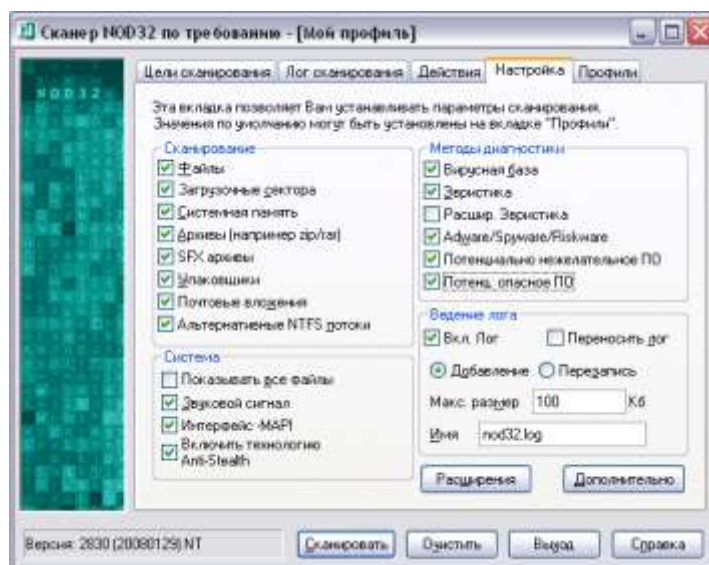 Сканер NOD32 по требованию - [Мой профиль]
NOD32
Цели сканирования Лог сканирования Действия Настройка Профили
Эта вкладка позволяет Вам устанавливать параметры сканирования.
Значения по умолчанию могут быть установлены на вкладке "Профили".
Сканирование
Файлы
Загрузочные сектора
Системная память
Архивы (например zip/rar)
SFX архивы
Упаковщики
Почтовые вложения
Альтернативные NTFS потоки
Система
Показывать все файлы
Звуковой сигнал
Интерфейс -MAPI
Включить технологию
Anti-Stealth
Методы диагностики
Вирусная база
Эвристика
Расшир. Эвристика
Adware/Spyware/Riskware
Потенциально нежелательное ПО
Потенц. опасное ПО
Ведение лога
Вкл. Лог Переносить лог
Добавление Перезапись
Макс. размер 100 Кб
Имя nod32.log
Расширения Дополнительно
Версия: 2830 (20080129) NT Сканировать Очистить Выход Справка